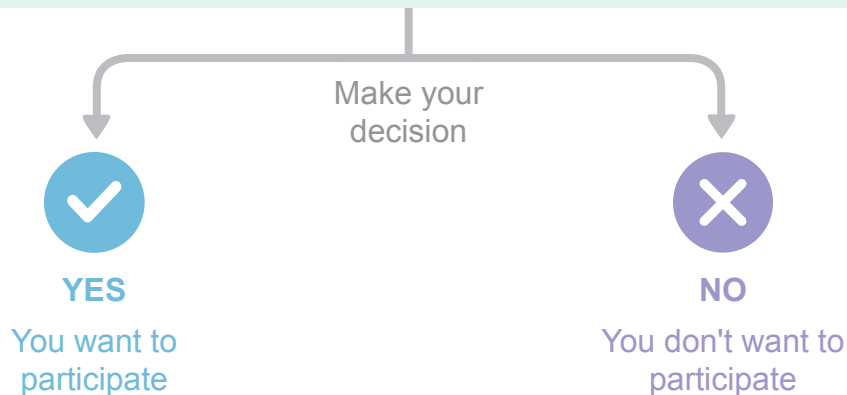 Make your
decision
YES
You want to
participate
NO
You don't want to
participate